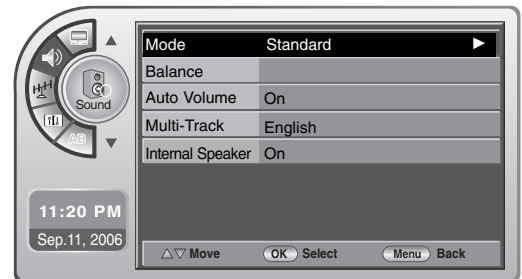 Mode Standard ►
Balance
Auto Volume On
Multi-Track English
Internal Speaker On
Sound
AB
11:20 PM
Sep.11, 2006
△▽ Move OK Select Menu Back